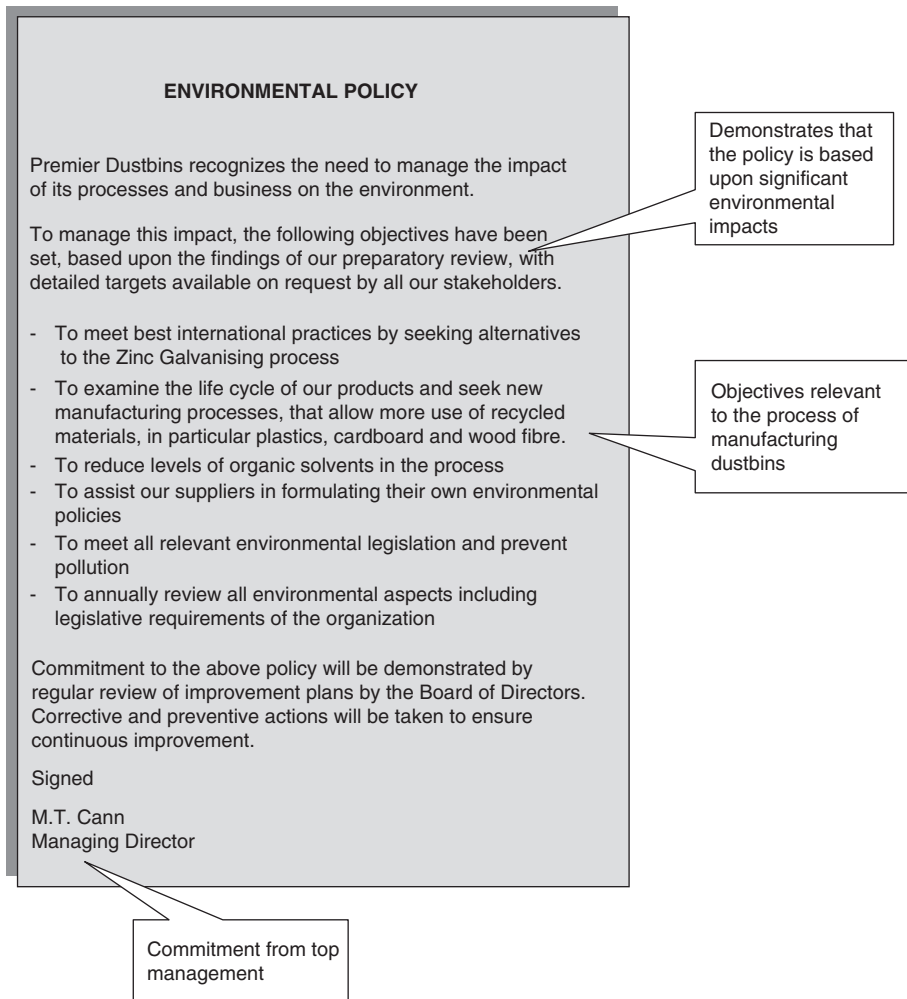 ENVIRONMENTAL POLICY
Premier Dustbins recognizes the need to manage the impact
of its processes and business on the environment.
To manage this impact, the following objectives have been
set, based upon the findings of our preparatory review, with
detailed targets available on request by all our stakeholders.
- To meet best international practices by seeking alternatives
to the Zinc Galvanising process
- To examine the life cycle of our products and seek new
manufacturing processes, that allow more use of recycled
materials, in particular plastics, cardboard and wood fibre.
- To reduce levels of organic solvents in the process
- To assist our suppliers in formulating their own environmental
policies
- To meet all relevant environmental legislation and prevent
pollution
- To annually review all environmental aspects including
legislative requirements of the organization
Commitment to the above policy will be demonstrated by
regular review of improvement plans by the Board of Directors.
Corrective and preventive actions will be taken to ensure
continuous improvement.
Signed
M.T. Cann
Managing Director
Demonstrates that
the policy is based
upon significant
environmental
impacts
Objectives relevant
to the process of
manufacturing
dustbins
Commitment from top
management